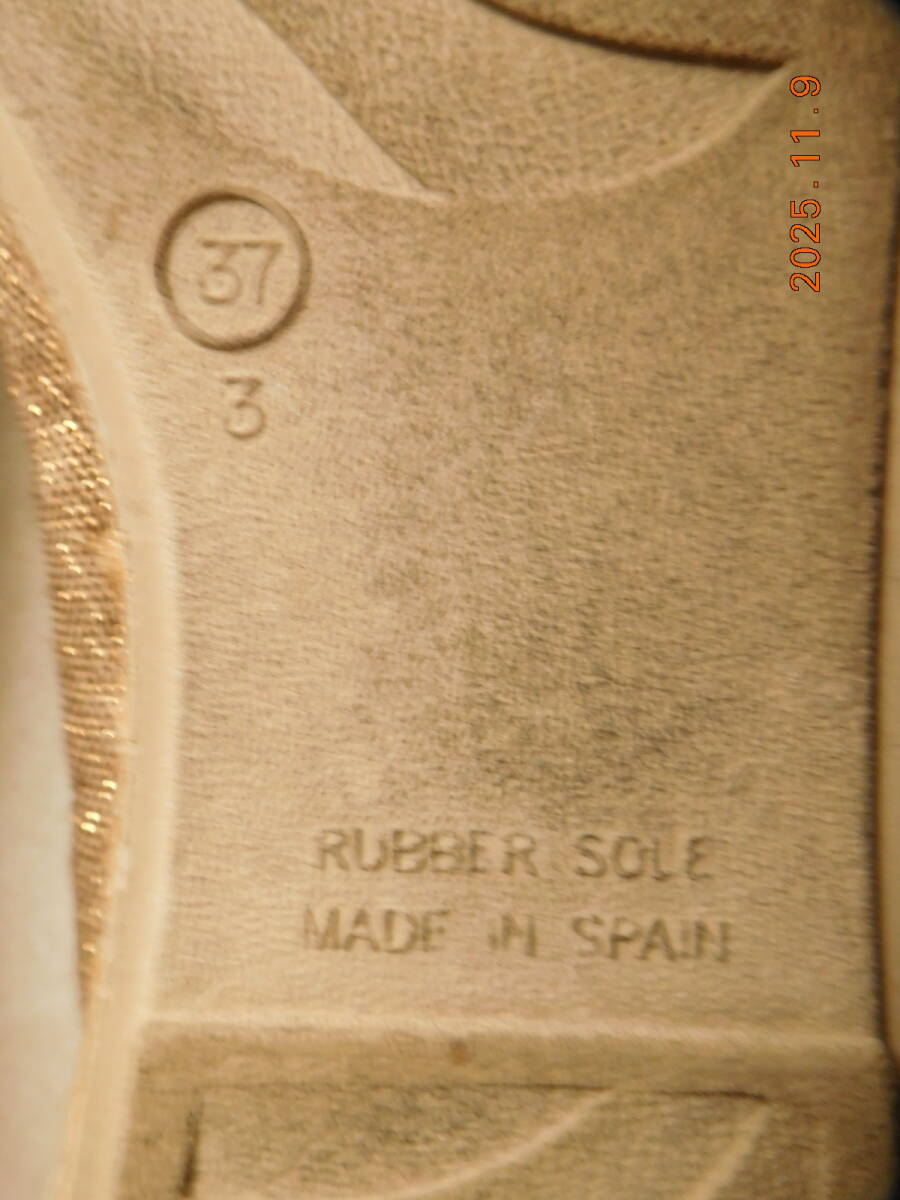 2025.11.9
37
3
RUBBER SOLE
MADE IN SPAIN